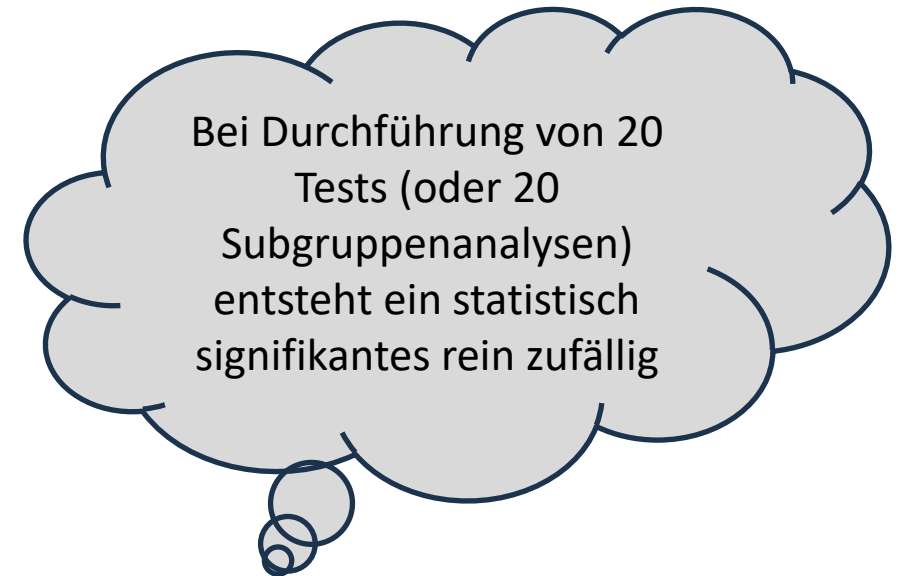 Bei Durchführung von 20
Tests (oder 20
Subgruppenanalysen)
entsteht ein statistisch
signifikantes rein zufällig